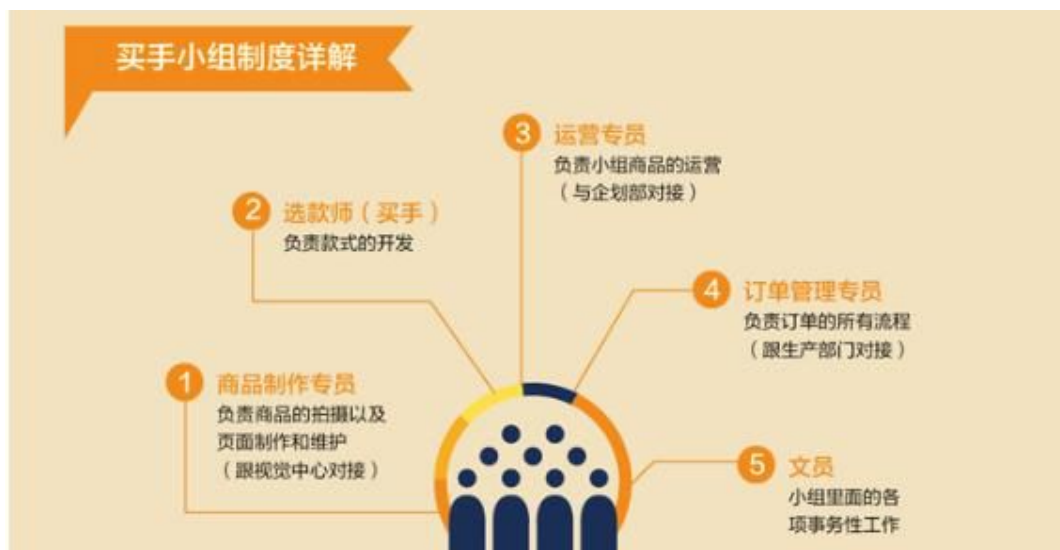 买手小组制度详解
1 商品制作专员
负责商品的拍摄以及
页面制作和维护
（跟视觉中心对接）
2 选款师（买手）
负责款式的开发
3 运营专员
负责小组商品的运营
（与企划部对接）
4 订单管理专员
负责订单的所有流程
（跟生产部门对接）
5 文员
小组里面的各
项事务性工作